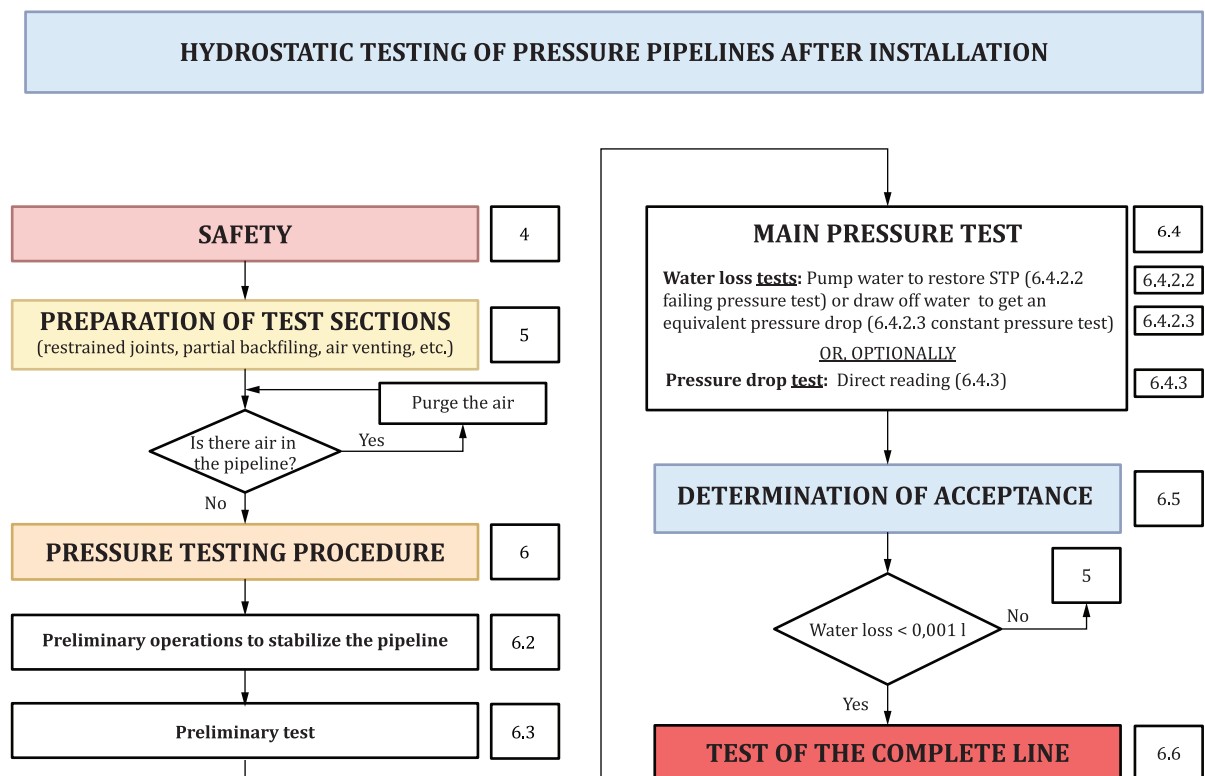 HYDROSTATIC TESTING OF PRESSURE PIPELINES AFTER INSTALLATION
SAFETY
4
PREPARATION OF TEST SECTIONS
(restrained joints, partial backfiling, air venting, etc.)
5
Purge the air
Is there air in
the pipeline?
Yes
No
PRESSURE TESTING PROCEDURE
6
Preliminary operations to stabilize the pipeline
6.2
Preliminary test
6.3
MAIN PRESSURE TEST
6.4
Water loss tests: Pump water to restore STP (6.4.2.2
failing pressure test) or draw off water to get an
equivalent pressure drop (6.4.2.3 constant pressure test)
6.4.2.2
6.4.2.3
OR, OPTIONALLY
Pressure drop test: Direct reading (6.4.3)
6.4.3
DETERMINATION OF ACCEPTANCE
6.5
5
Water loss < 0,001 l
No
Yes
TEST OF THE COMPLETE LINE
6.6